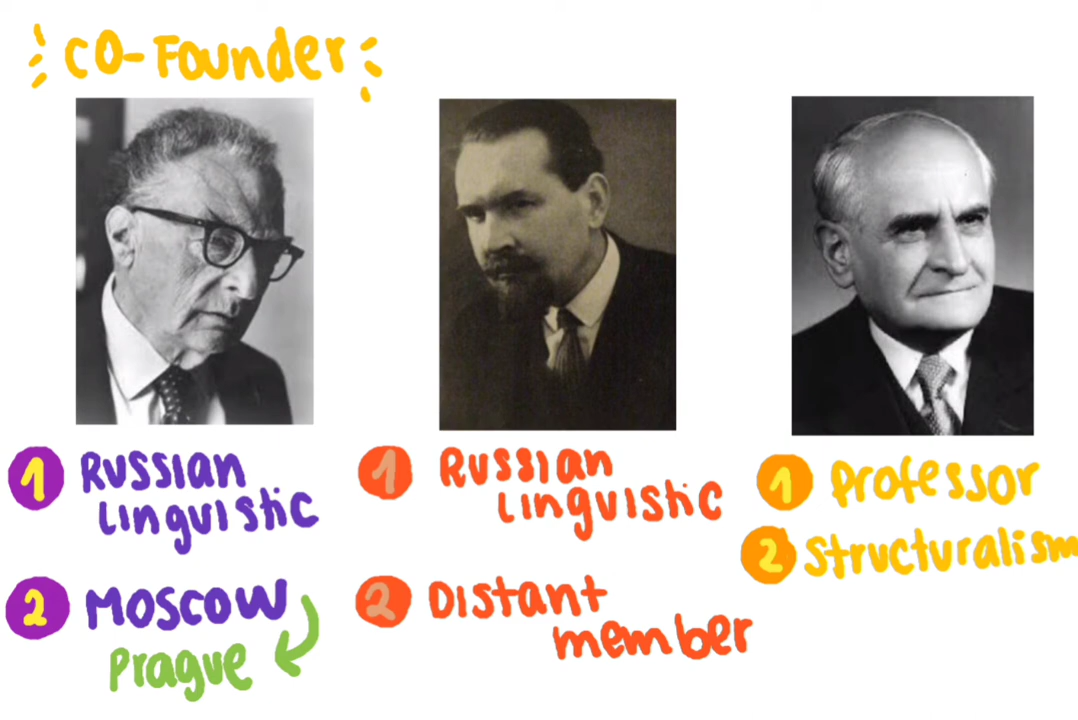 CO-Founder
1 Russian
Linguistic
2 Moscow
Prague
1 Russian
Linguistic
2 Distant
member
1 Professor
2 Structuralism